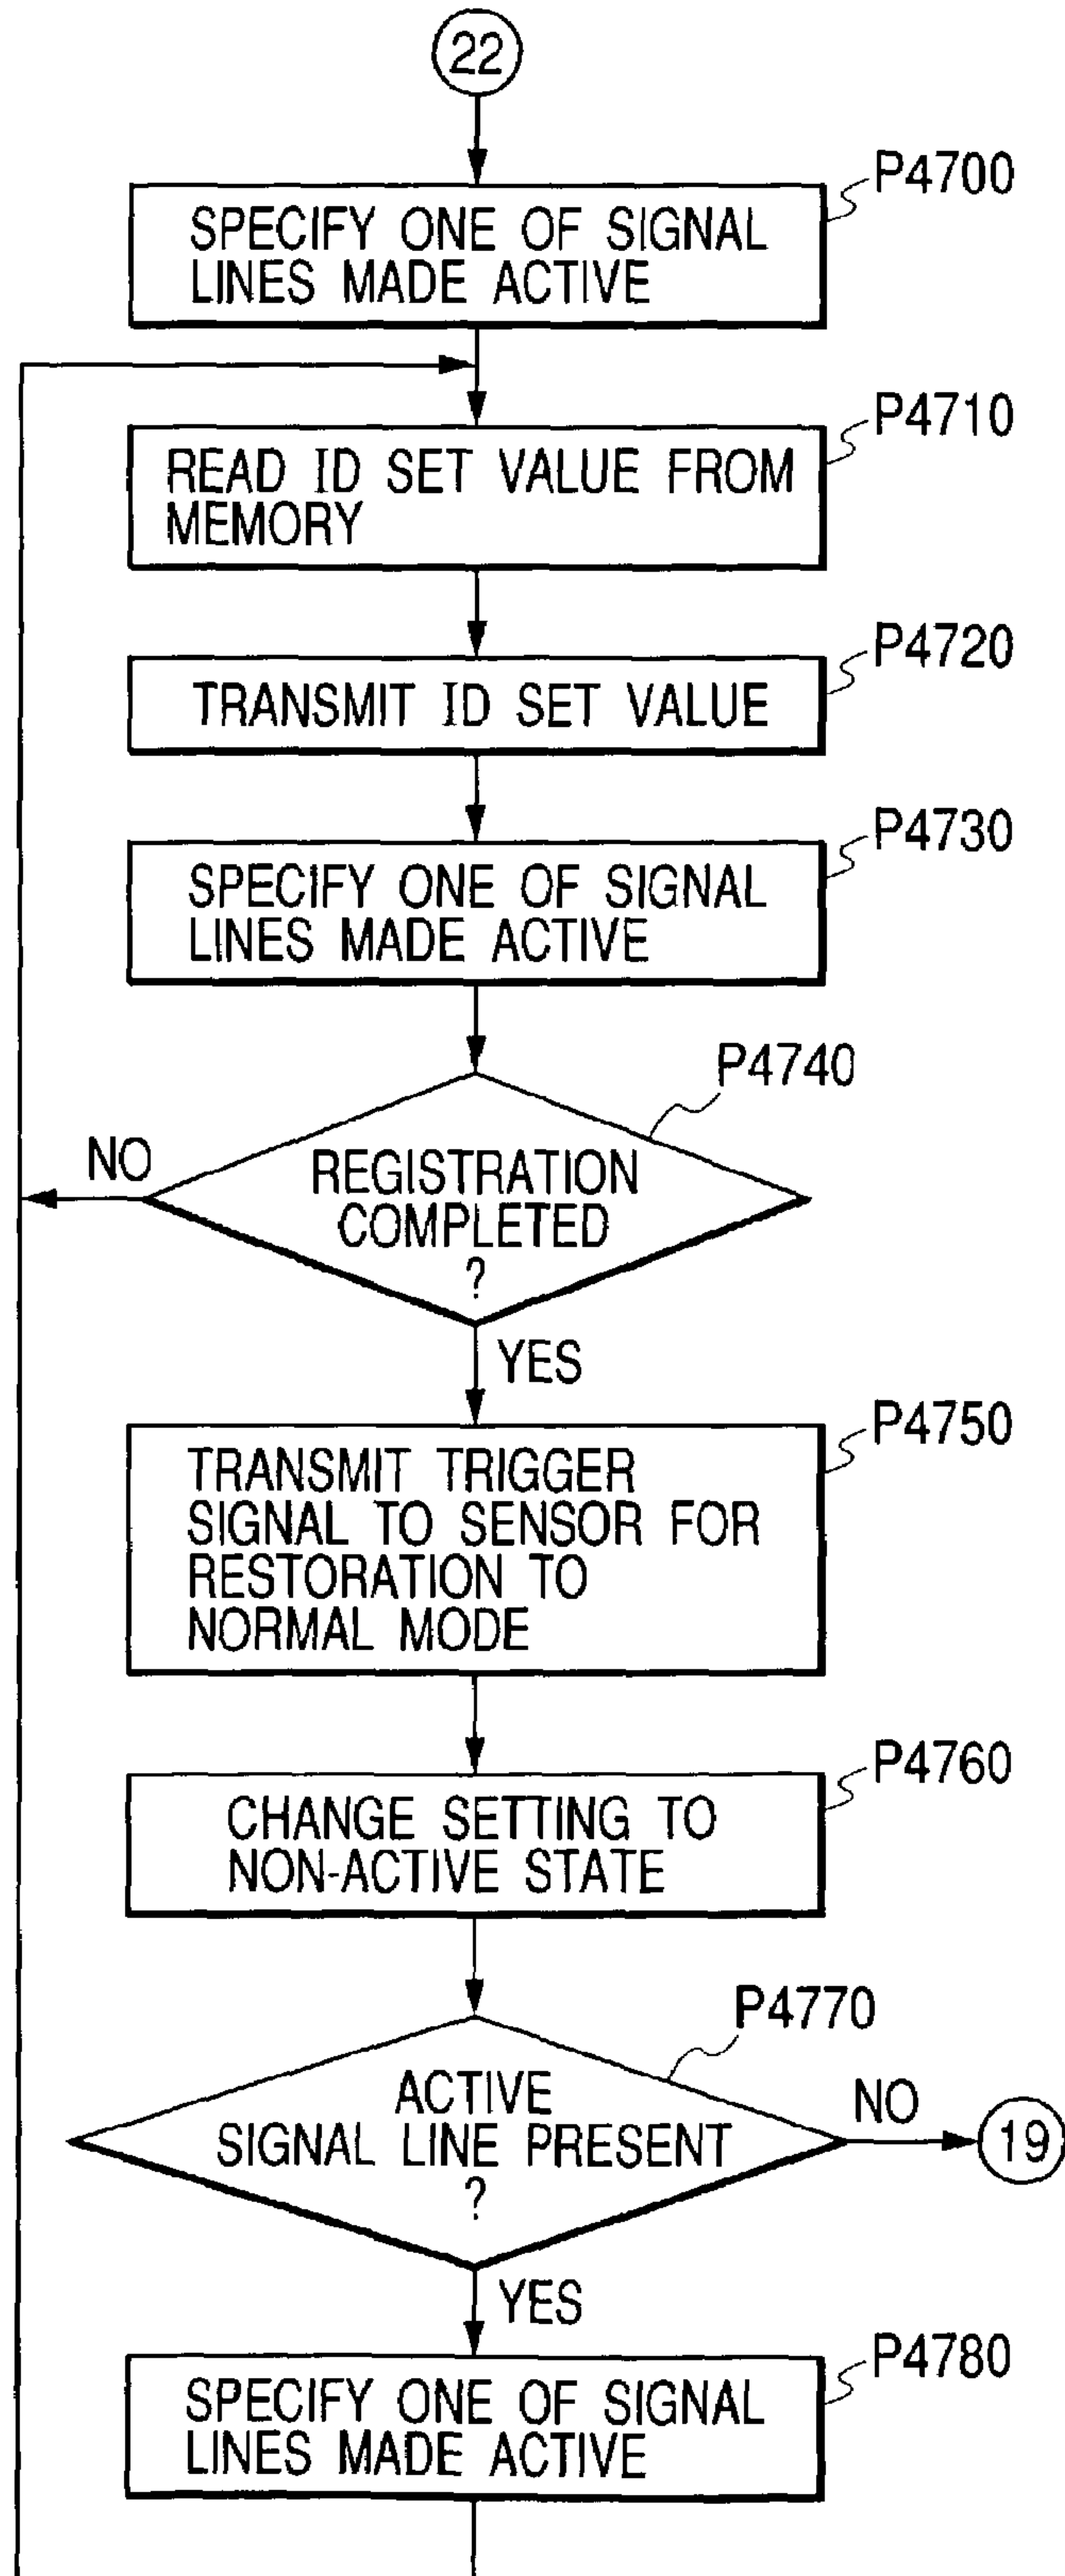 22
P4700
SPECIFY ONE OF SIGNAL
LINES MADE ACTIVE
P4710
READ ID SET VALUE FROM
MEMORY
P4720
TRANSMIT ID SET VALUE
P4730
SPECIFY ONE OF SIGNAL
LINES MADE ACTIVE
P4740
NO
REGISTRATION
COMPLETED
?
YES
P4750
TRANSMIT TRIGGER
SIGNAL TO SENSOR FOR
RESTORATION TO
NORMAL MODE
P4760
CHANGE SETTING TO
NON-ACTIVE STATE
P4770
ACTIVE
SIGNAL LINE PRESENT
?
NO
19
YES
P4780
SPECIFY ONE OF SIGNAL
LINES MADE ACTIVE